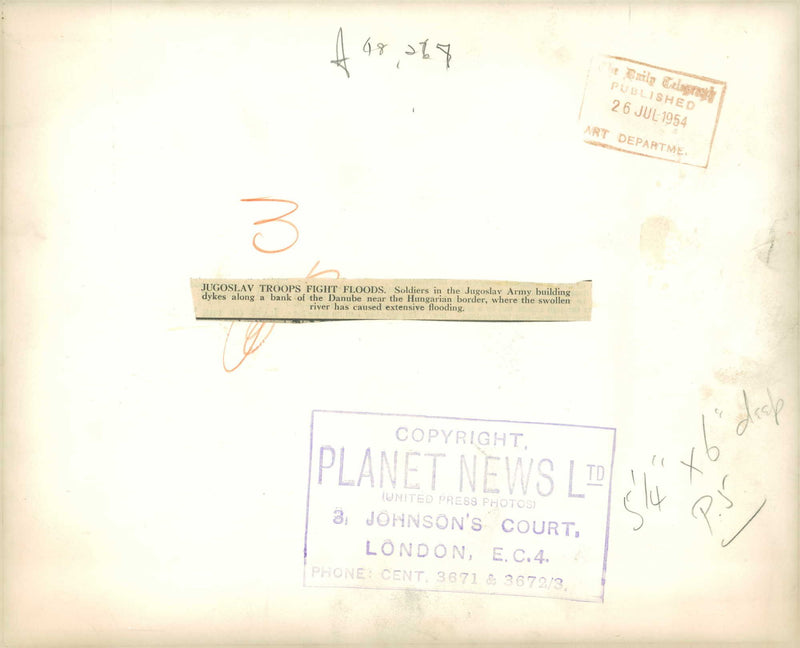 A 48,268
The Daily Telegraph
PUBLISHED
26 JUL 1954
ART DEPARTME.
3
JUGOSLAV TROOPS FIGHT FLOODS. Soldiers in the Jugoslav Army building
dykes along a bank of the Danube near the Hungarian border, where the swollen
river has caused extensive flooding.
5¼" x 6" deep
P.5
COPYRIGHT,
PLANET NEWS LTD
(UNITED PRESS PHOTOS)
3, JOHNSON'S COURT,
LONDON, E.C.4.
PHONE: CENT. 3671 & 3672/3.